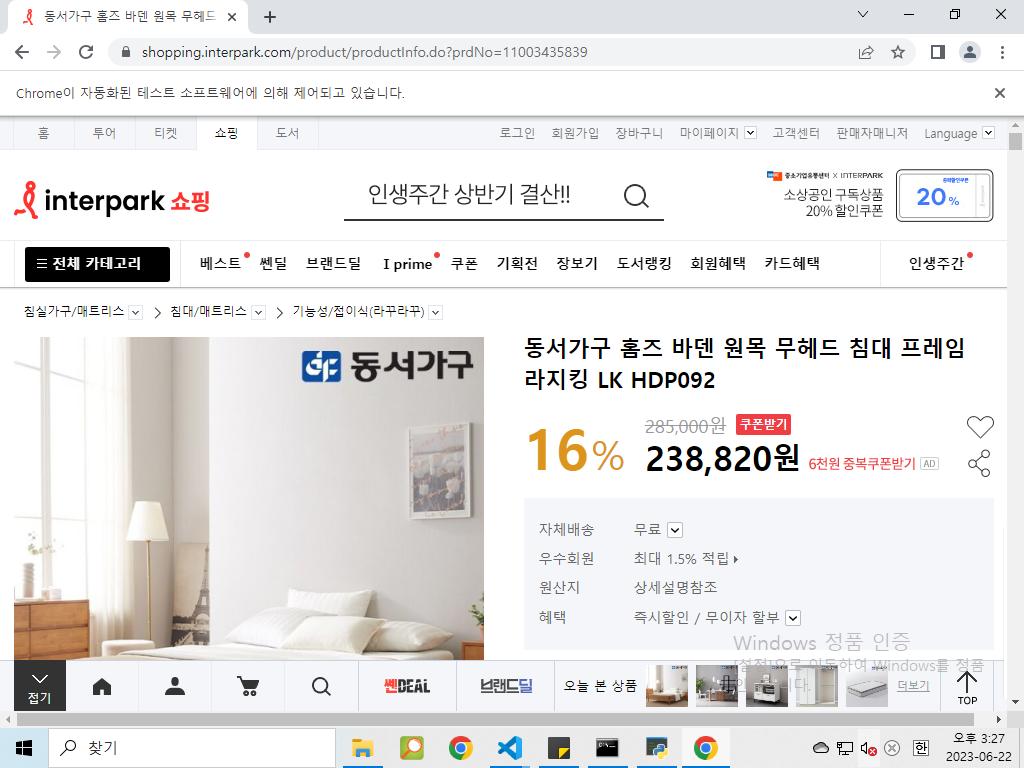 동서가구 홈즈 바덴 원목 무헤드
shopping.interpark.com/product/productInfo.do?prdNo=11003435839
Chrome이 자동화된 테스트 소프트웨어에 의해 제어되고 있습니다.
홈 투어 티켓 쇼핑 도서 로그인 회원가입 장바구니 마이페이지 고객센터 판매자매니저 Language
중소기업유통센터 X INTERPARK
interpark 쇼핑 인생주간 상반기 결산!! 소상공인 구독상품
20% 할인쿠폰
20%
전체 카테고리 베스트 쎈딜 브랜드딜 I prime 쿠폰 기획전 장보기 도서랭킹 회원혜택 카드혜택 인생주간
침실가구/매트리스 침대/매트리스 기능성/접이식(라꾸라꾸)
동서가구
동서가구 홈즈 바덴 원목 무헤드 침대 프레임
라지킹 LK HDP092
16% 285,000원 쿠폰받기
238,820원 6천원 중복쿠폰받기 AD
자체배송 무료
우수회원 최대 1.5% 적립
원산지 상세설명참조
혜택 즉시할인 / 무이자 할부
Windows 정품 인증
[설정]으로 이동하여 Windows를 정품
접기 쎈DEAL 브랜드딜 오늘 본 상품 더보기 TOP
찾기 한 오후 3:27
2023-06-22